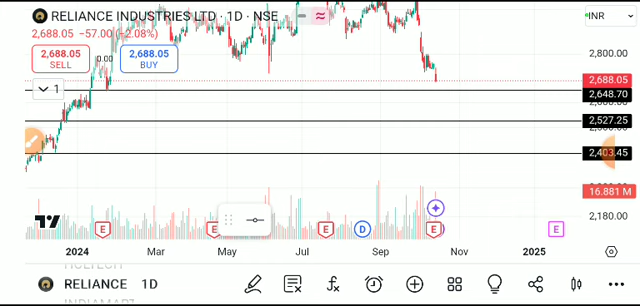 RELIANCE INDUSTRIES LTD · 1D · NSE
INR
2,688.05 −57.00 (−2.08%)
2,688.05
SELL
0.00
2,688.05
BUY
1
2,800.00
2,688.05
2,648.70
2,527.25
2,403.45
16.881 M
2,180.00
E
E
E
D
E
E
2024
Mar
May
Jul
Sep
Nov
2025
RELIANCE 1D